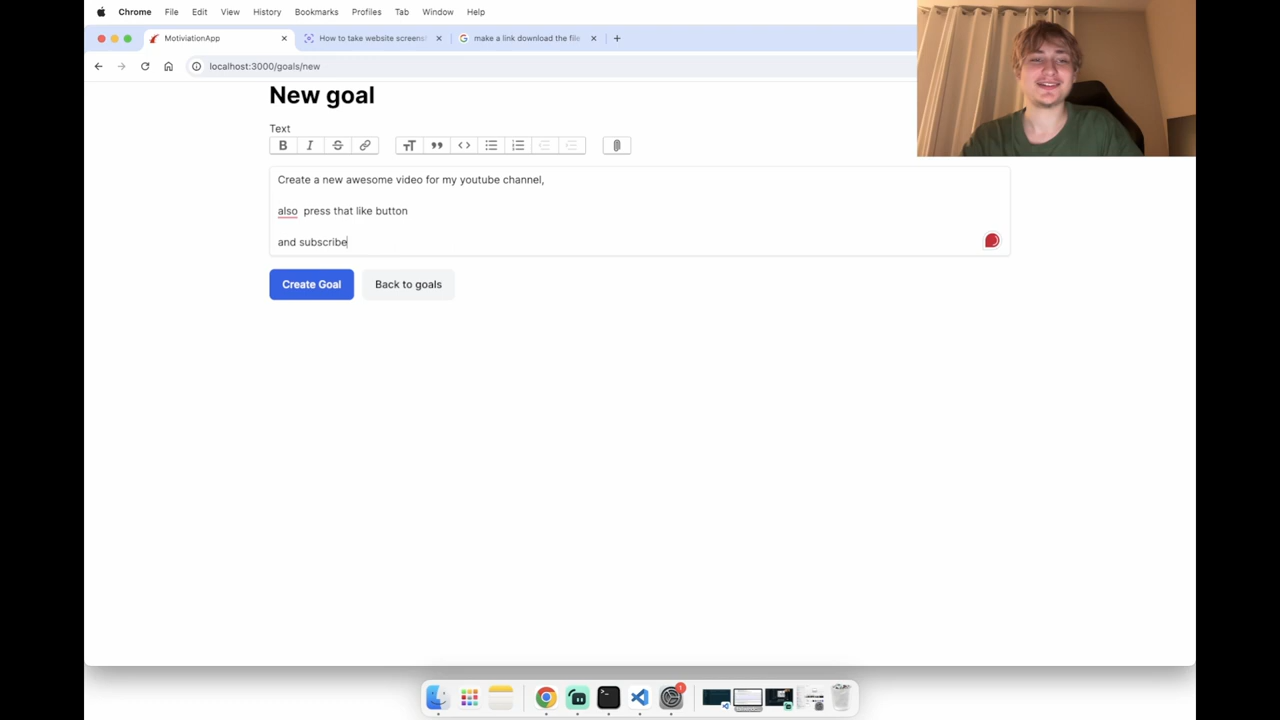 Chrome File Edit View History Bookmarks Profiles Tab Window Help
MotiviationApp How to take website screensh make a link download the file
localhost:3000/goals/new
New goal
Text
B I S
Create a new awesome video for my youtube channel,
also  press that like button
and subscribe
Create Goal Back to goals
1